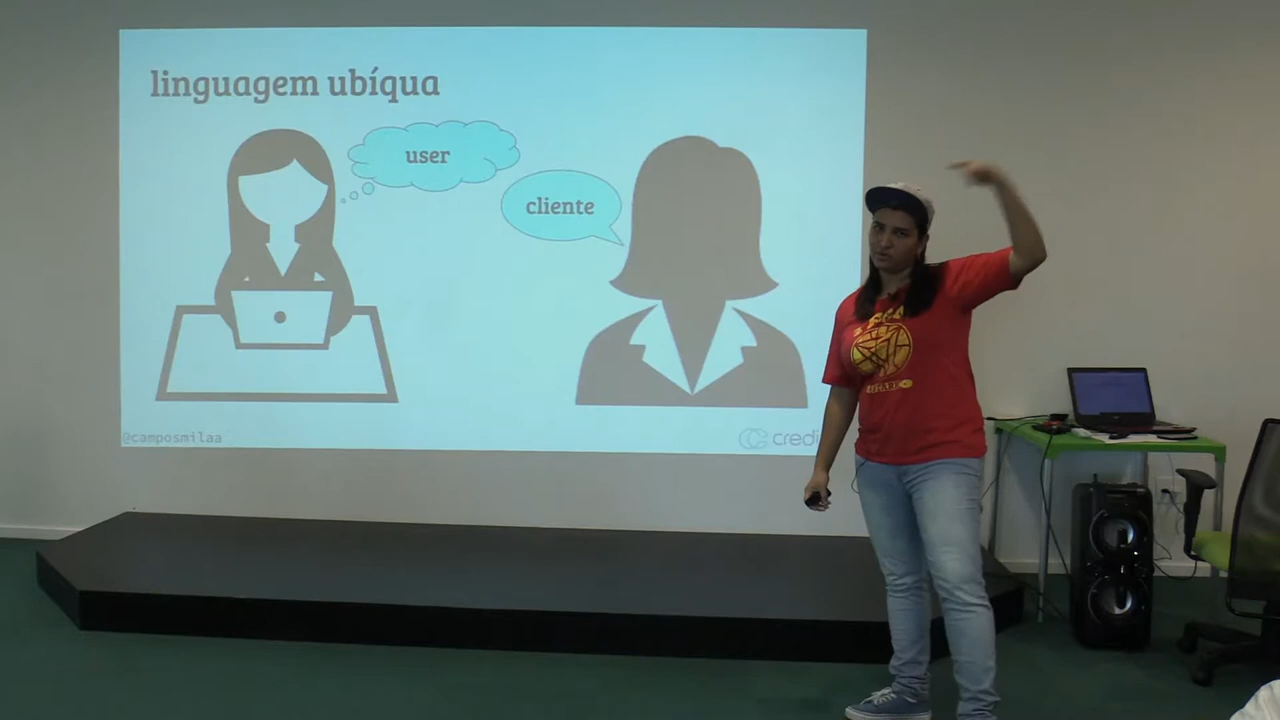 linguagem ubíqua
user
cliente
@camposmilaa
credi